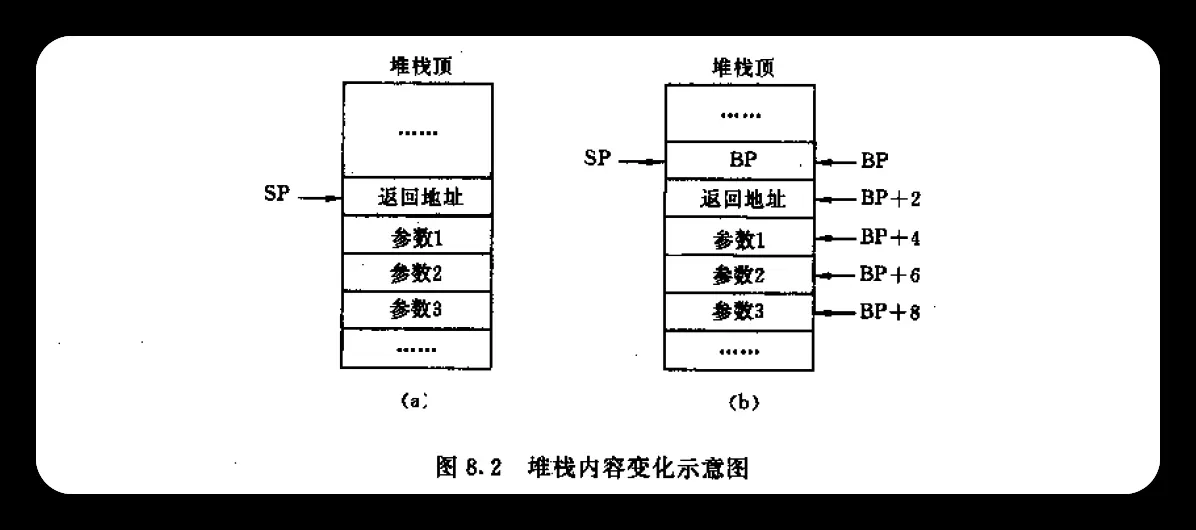 堆栈顶 堆栈顶
…… ……
SP BP BP
SP 返回地址 返回地址 BP+2
参数1 参数1 BP+4
参数2 参数2 BP+6
参数3 参数3 BP+8
…… ……
(a) (b)
图 8.2 堆栈内容变化示意图